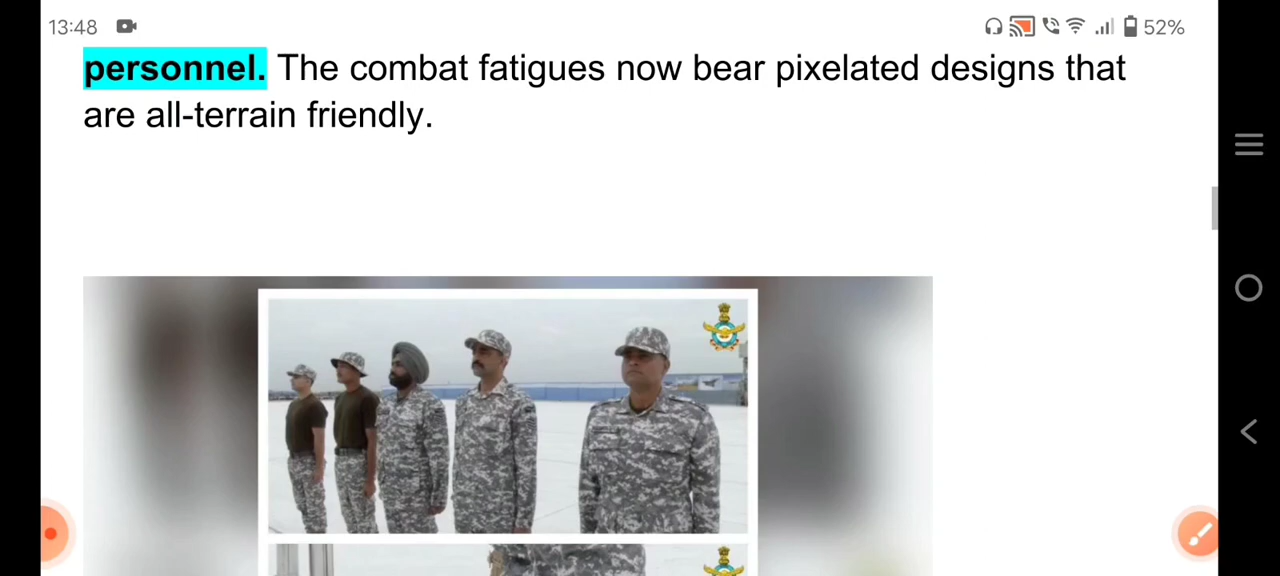 13:48
52%
personnel. The combat fatigues now bear pixelated designs that
are all-terrain friendly.